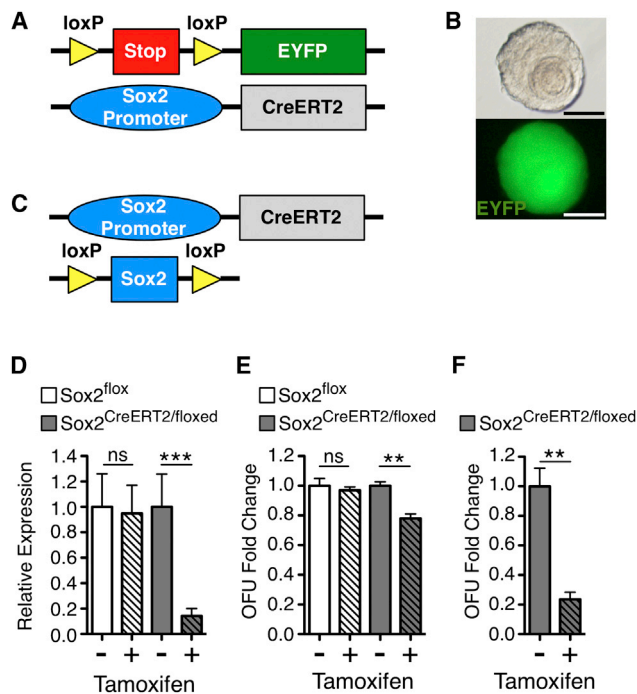 A
loxP loxP
Stop
EYFP
Sox2
Promoter
CreERT2
B
EYFP
C
Sox2
Promoter
CreERT2
loxP loxP
Sox2
D
Sox2flox
Sox2CreERT2/floxed
Relative Expression
1.4
1.2
1.0
0.8
0.6
0.4
0.2
0.0
ns
***
- + - +
Tamoxifen
E
Sox2flox
Sox2CreERT2/floxed
OFU Fold Change
1.2
1.0
0.8
0.6
0.4
0.2
0.0
ns
**
- + - +
Tamoxifen
F
Sox2CreERT2/floxed
OFU Fold Change
1.2
1.0
0.8
0.6
0.4
0.2
0.0
**
- +
Tamoxifen